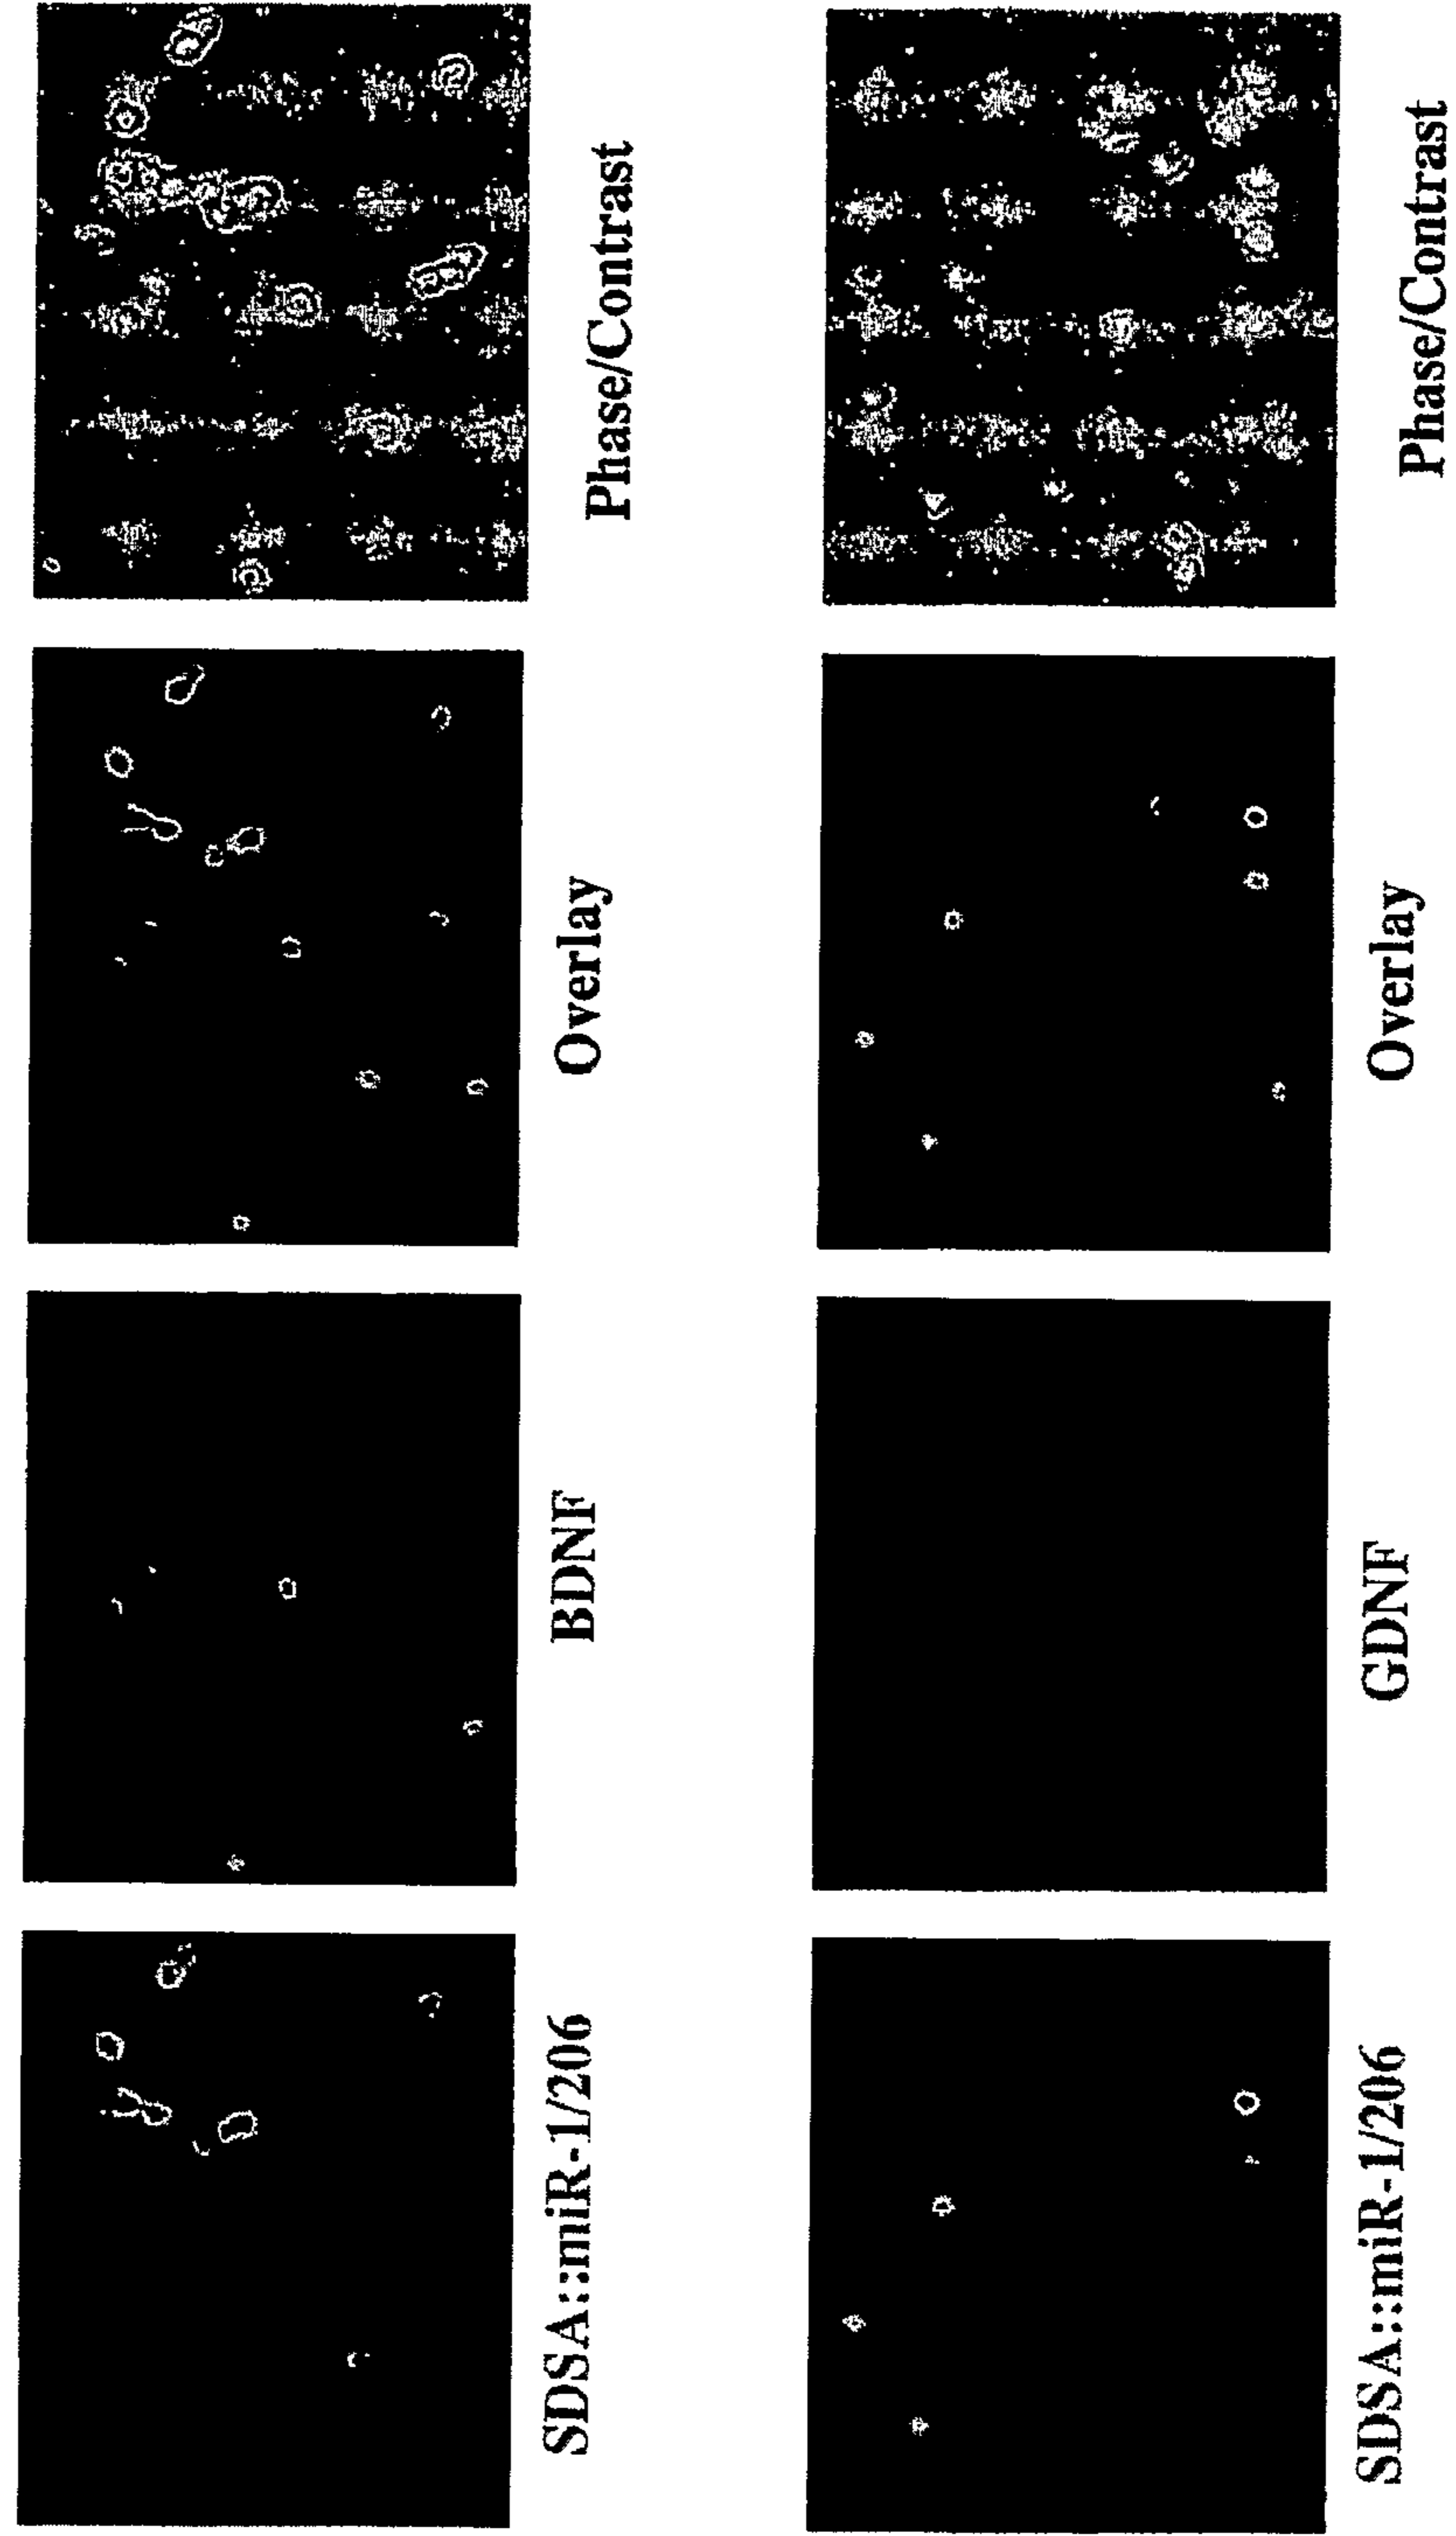 SDSA::miR-1/206
BDNF
Overlay
Phase/Contrast
SDSA::miR-1/206
GDNF
Overlay
Phase/Contrast